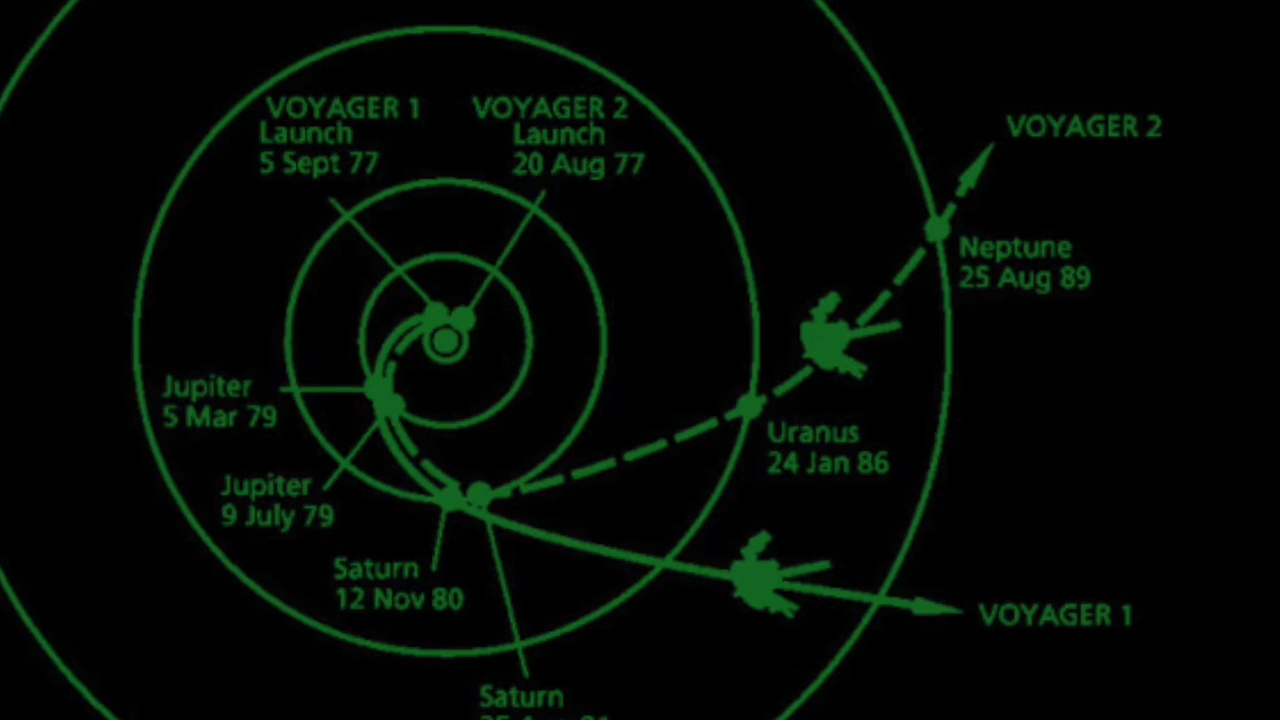 VOYAGER 1
Launch
5 Sept 77
VOYAGER 2
Launch
20 Aug 77
VOYAGER 2
Neptune
25 Aug 89
Jupiter
5 Mar 79
Uranus
24 Jan 86
Jupiter
9 July 79
Saturn
12 Nov 80
VOYAGER 1
Saturn